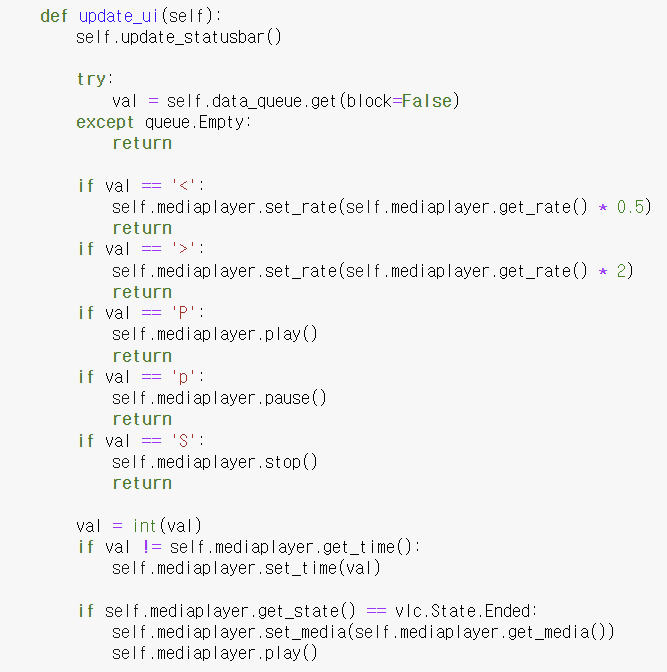 def update_ui(self):
    self.update_statusbar()

    try:
        val = self.data_queue.get(block=False)
    except queue.Empty:
        return

    if val == '<':
        self.mediaplayer.set_rate(self.mediaplayer.get_rate() * 0.5)
        return
    if val == '>':
        self.mediaplayer.set_rate(self.mediaplayer.get_rate() * 2)
        return
    if val == 'P':
        self.mediaplayer.play()
        return
    if val == 'p':
        self.mediaplayer.pause()
        return
    if val == 'S':
        self.mediaplayer.stop()
        return

    val = int(val)
    if val != self.mediaplayer.get_time():
        self.mediaplayer.set_time(val)

    if self.mediaplayer.get_state() == vlc.State.Ended:
        self.mediaplayer.set_media(self.mediaplayer.get_media())
        self.mediaplayer.play()